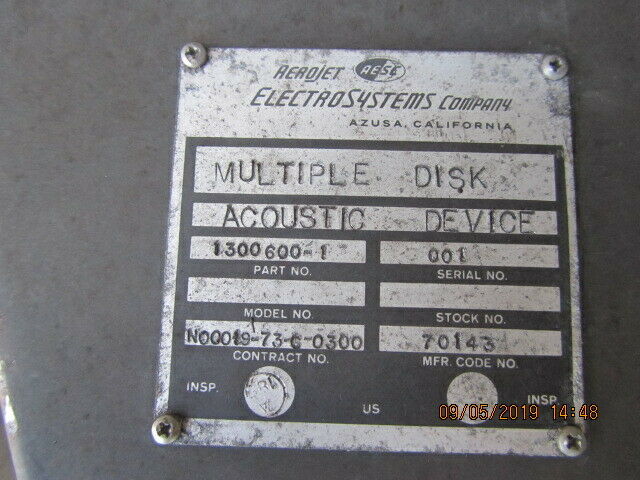 AEROJET AESC
ELECTROSYSTEMS COMPANY
AZUSA, CALIFORNIA
MULTIPLE DISK
ACOUSTIC DEVICE
1300600-1 001
PART NO. SERIAL NO.
MODEL NO. STOCK NO.
N00019-73-C-0300 70143
CONTRACT NO. MFR. CODE NO.
INSP. US INSP.
09/05/2019 14:48